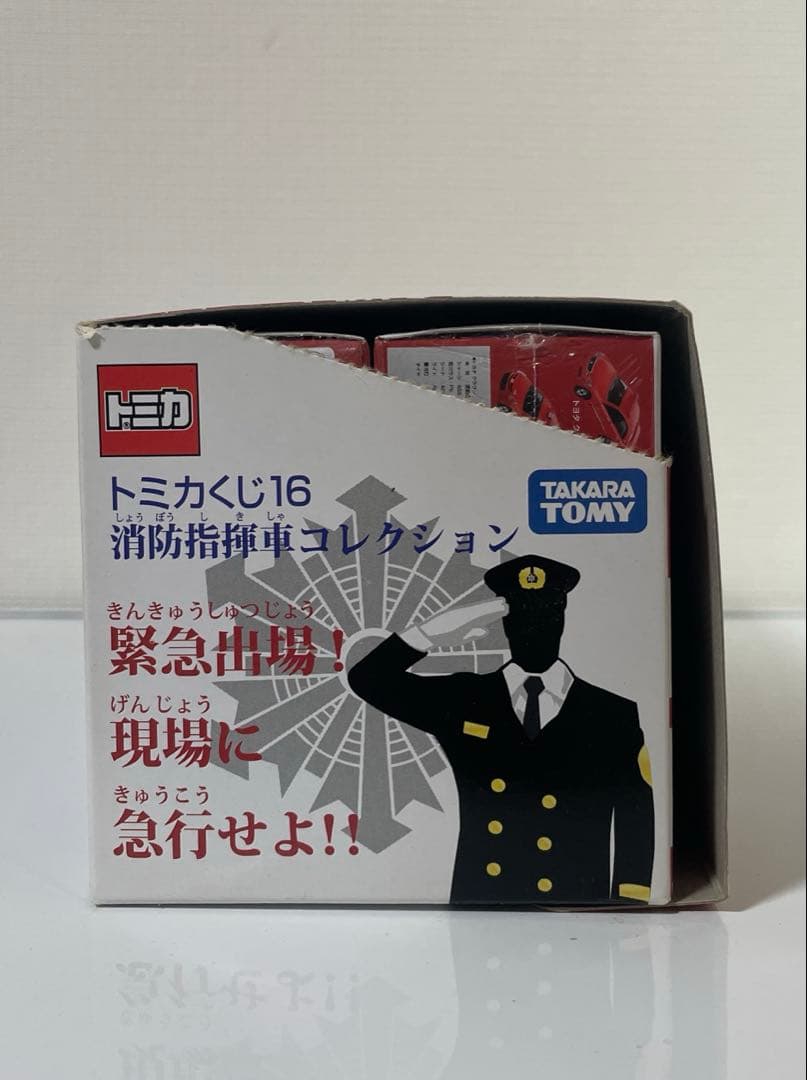 トミカ
トミカくじ16
TAKARA
TOMY
しょうぼうしきしゃ
消防指揮車コレクション
きんきゅうしゅつじょう
緊急出場!
げんじょう
現場に
きゅうこう
急行せよ!!